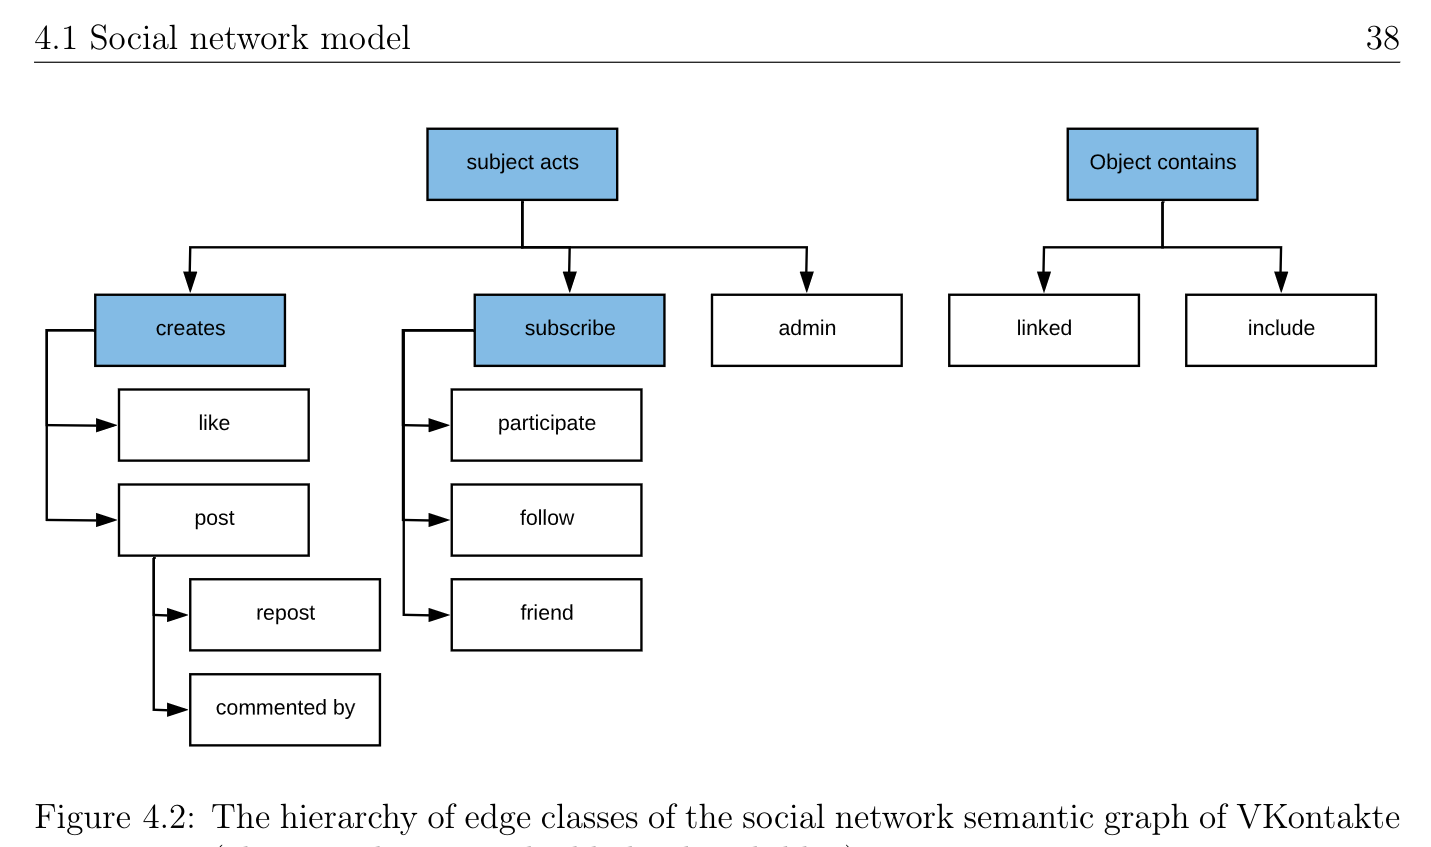 4.1 Social network model 38
subject acts Object contains
creates subscribe admin linked include
like participate
post follow
repost friend
commented by
Figure 4.2: The hierarchy of edge classes of the social network semantic graph of VKontakte